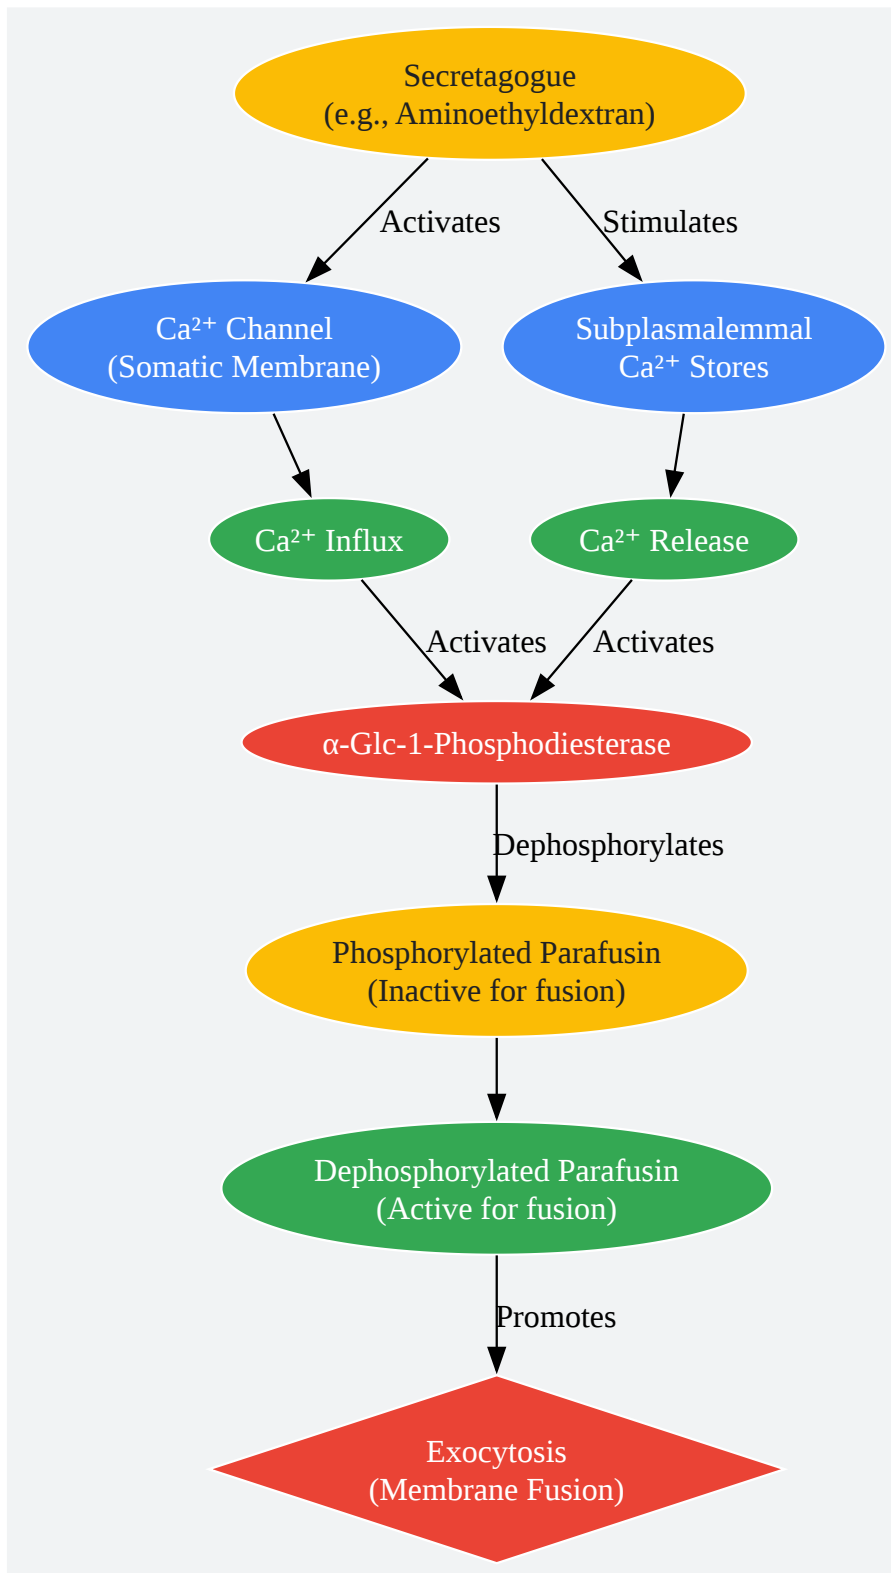 Secretagogue
(e.g., Aminoethyldextran)
Activates
Stimulates
Ca²⁺ Channel
(Somatic Membrane)
Subplasmalemmal
Ca²⁺ Stores
Ca²⁺ Influx
Ca²⁺ Release
Activates
Activates
α-Glc-1-Phosphodiesterase
Dephosphorylates
Phosphorylated Parafusin
(Inactive for fusion)
Dephosphorylated Parafusin
(Active for fusion)
Promotes
Exocytosis
(Membrane Fusion)